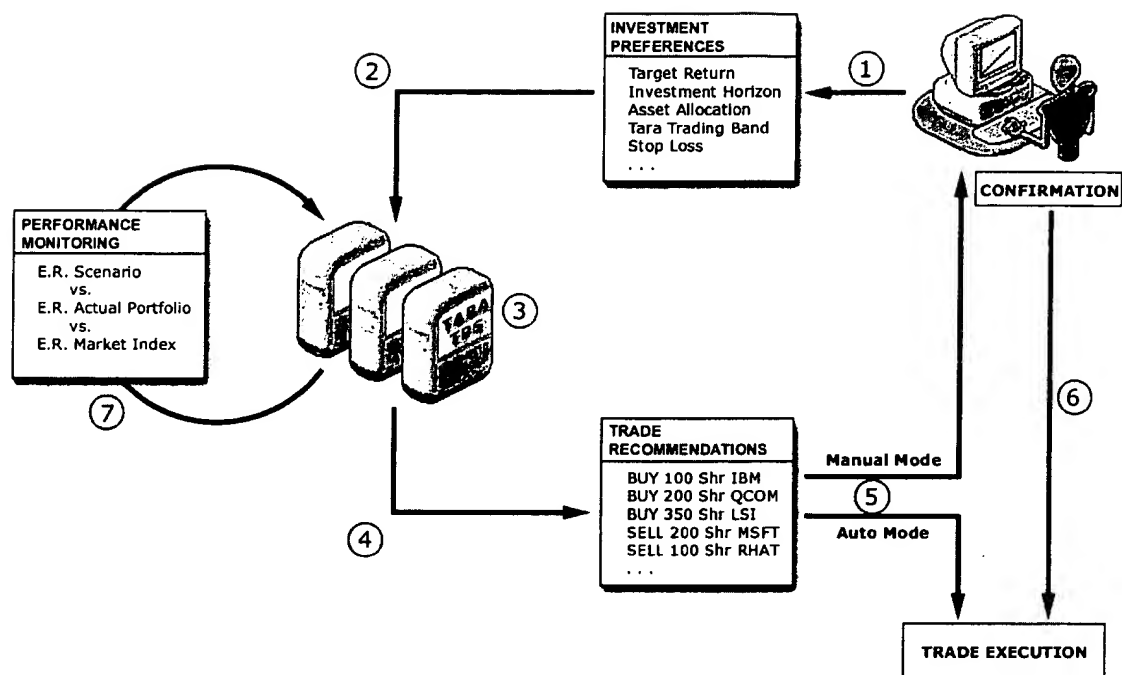 INVESTMENT
PREFERENCES
Target Return
Investment Horizon
Asset Allocation
Tara Trading Band
Stop Loss
. . .
1
2
CONFIRMATION
PERFORMANCE
MONITORING
E.R. Scenario
vs.
E.R. Actual Portfolio
vs.
E.R. Market Index
TARA
3
7
6
TRADE
RECOMMENDATIONS
BUY 100 Shr IBM
BUY 200 Shr QCOM
BUY 350 Shr LSI
SELL 200 Shr MSFT
SELL 100 Shr RHAT
. . .
Manual Mode
5
Auto Mode
4
TRADE EXECUTION